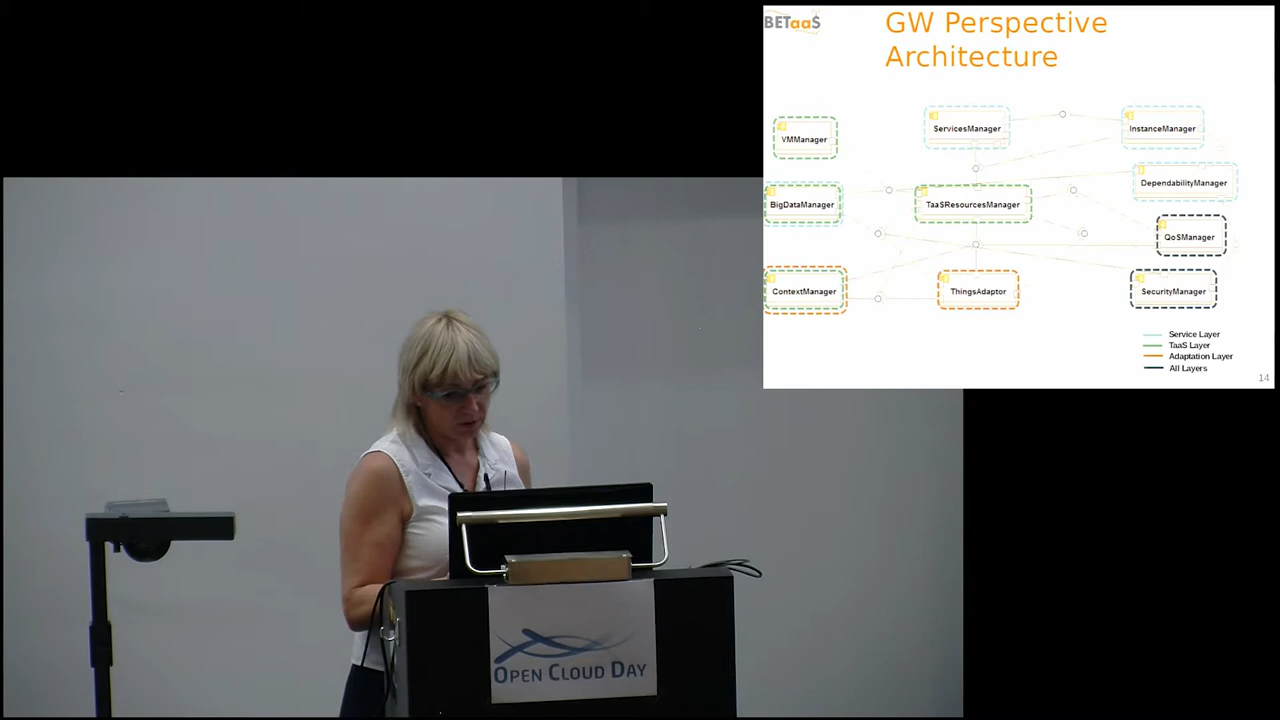 BETaaS
GW Perspective
Architecture
VMManager
ServicesManager
InstanceManager
DependabilityManager
BigDataManager
TaaSResourcesManager
QoSManager
ContextManager
ThingsAdaptor
SecurityManager
Service Layer
TaaS Layer
Adaptation Layer
All Layers
14
OPEN CLOUD DAY